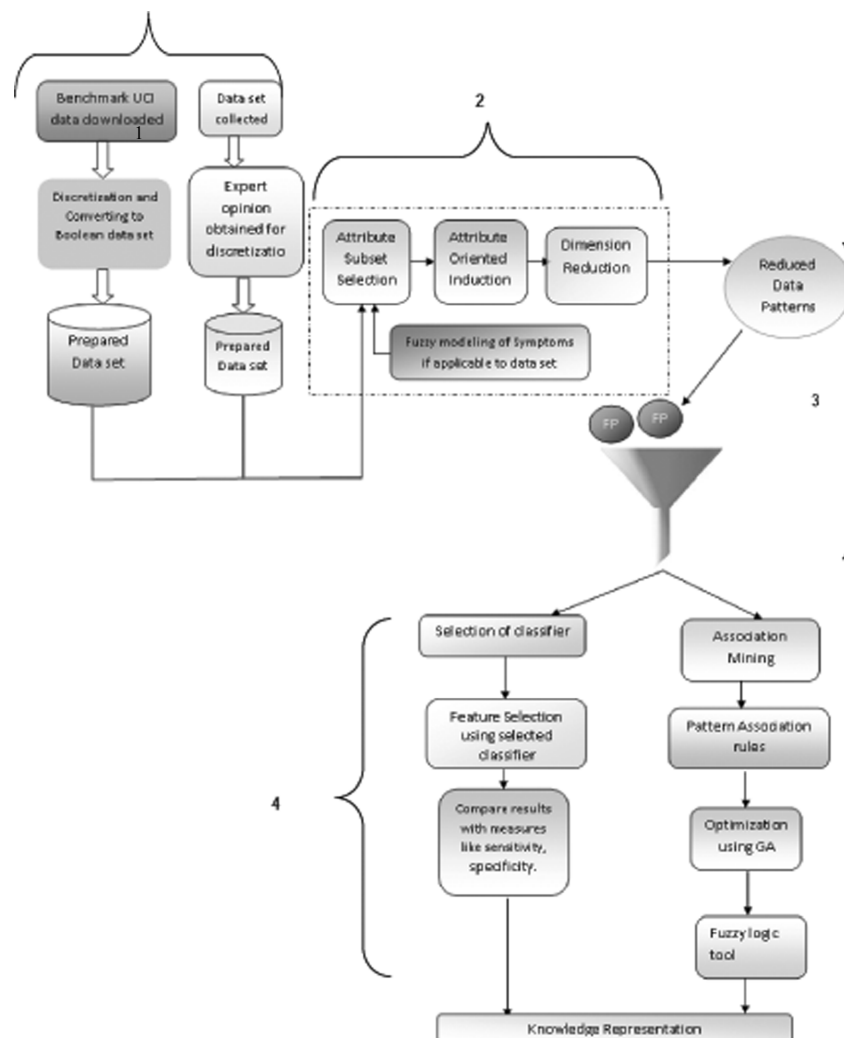 Benchmark UCI
data downloaded
1
Data set
collected
Discretization and
Converting to
Boolean data set
Expert
opinion
obtained for
discretizatio
Prepared
Data set
Prepared
Data set
2
Attribute
Subset
Selection
Attribute
Oriented
Induction
Dimension
Reduction
Fuzzy modeling of Symptoms
if applicable to data set
Reduced
Data
Patterns
3
FP
FP
4
Selection of classifier
Feature Selection
using selected
classifier
Compare results
with measures
like sensitivity,
specificity.
Association
Mining
Pattern Association
rules
Optimization
using GA
Fuzzy logic
tool
Knowledge Representation